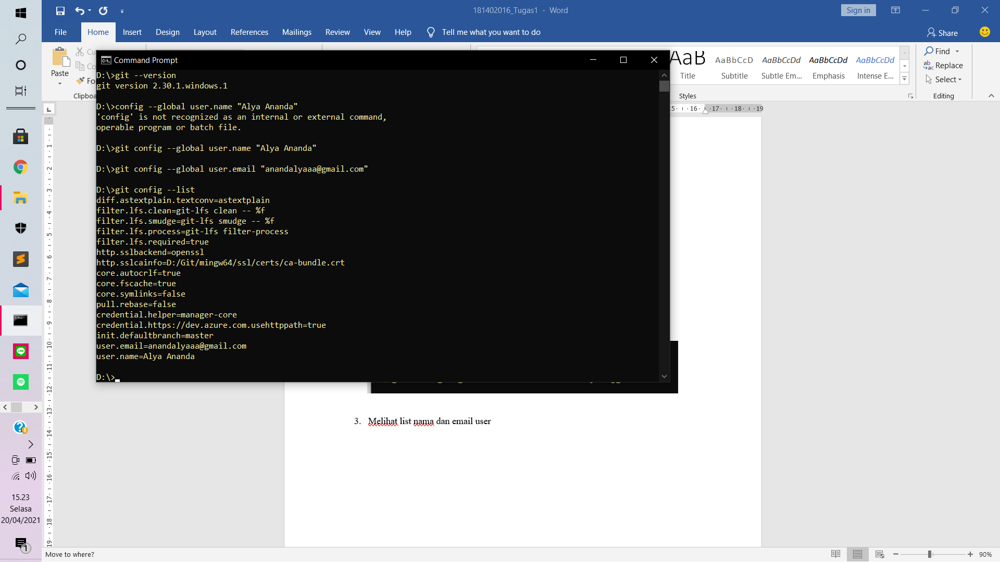 181402016_Tugas1 - Word
Sign in
File
Home
Insert
Design
Layout
References
Mailings
Review
View
Help
Tell me what you want to do
Share
Paste
Cu
Co
Fo
Clipboa
AaB
Title
AaBbCcD
Subtitle
AaBbCcDd
Subtle Em...
AaBbCcDd
Emphasis
AaBbCcDd
Intense E...
Styles
Find
Replace
Select
Editing
Command Prompt
D:\>git --version
git version 2.30.1.windows.1
D:\>config --global user.name "Alya Ananda"
'config' is not recognized as an internal or external command,
operable program or batch file.
D:\>git config --global user.name "Alya Ananda"
D:\>git config --global user.email "anandalyaaa@gmail.com"
D:\>git config --list
diff.astextplain.textconv=astextplain
filter.lfs.clean=git-lfs clean -- %f
filter.lfs.smudge=git-lfs smudge -- %f
filter.lfs.process=git-lfs filter-process
filter.lfs.required=true
http.sslbackend=openssl
http.sslcainfo=D:/Git/mingw64/ssl/certs/ca-bundle.crt
core.autocrlf=true
core.fscache=true
core.symlinks=false
pull.rebase=false
credential.helper=manager-core
credential.https://dev.azure.com.usehttppath=true
init.defaultbranch=master
user.email=anandalyaaa@gmail.com
user.name=Alya Ananda
D:\>
3. Melihat list nama dan email user
15.23
Selasa
20/04/2021
1
Move to where?
90%